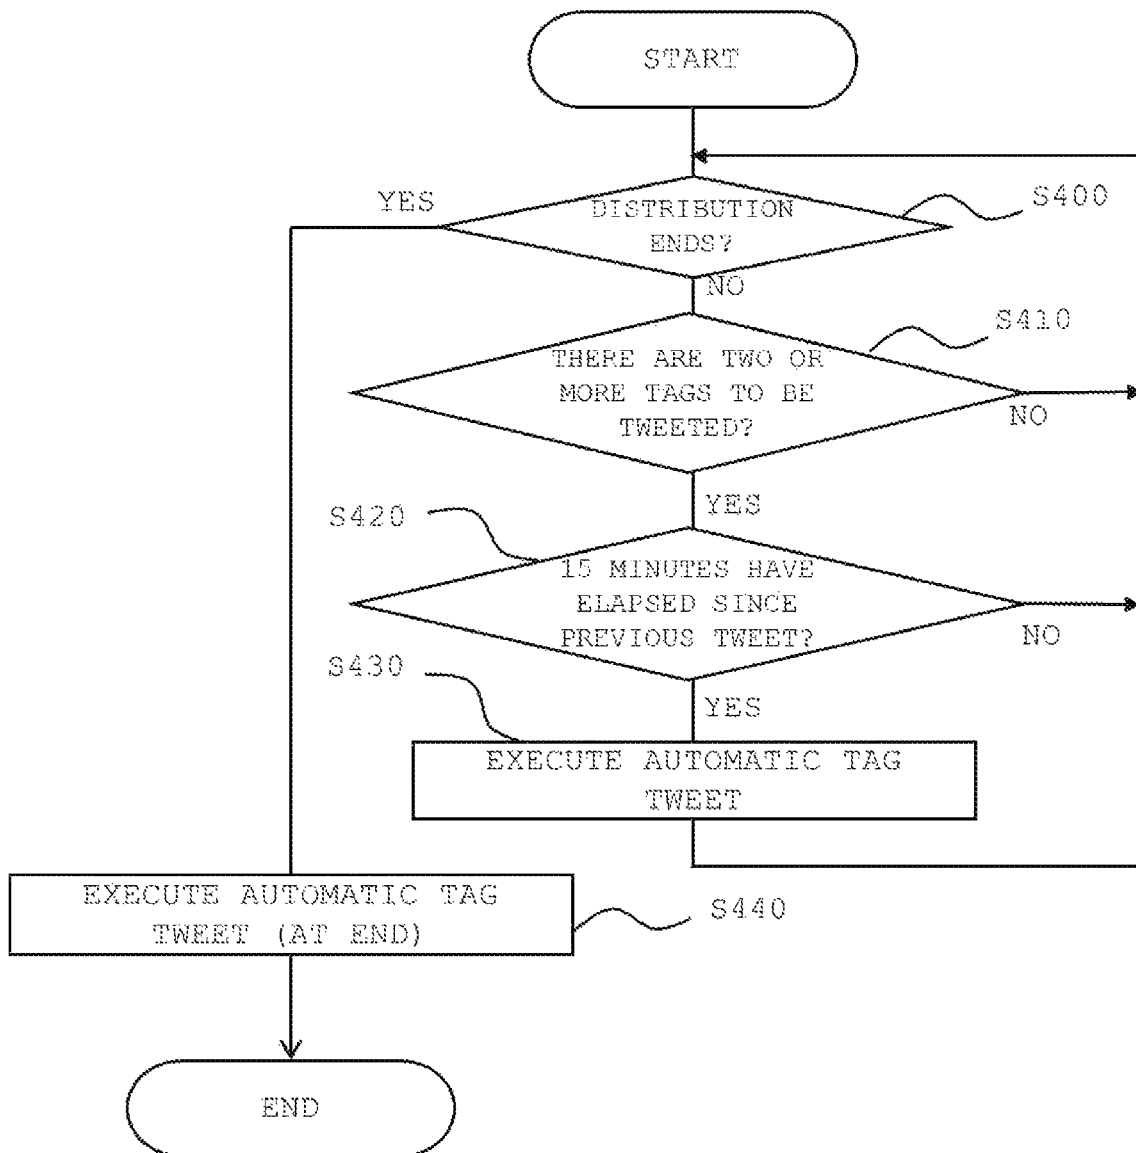 START
YES
DISTRIBUTION
ENDS?
S400
NO
S410
THERE ARE TWO OR
MORE TAGS TO BE
TWEETED?
NO
YES
S420
15 MINUTES HAVE
ELAPSED SINCE
PREVIOUS TWEET?
NO
S430
YES
EXECUTE AUTOMATIC TAG
TWEET
EXECUTE AUTOMATIC TAG
TWEET (AT END)
S440
END